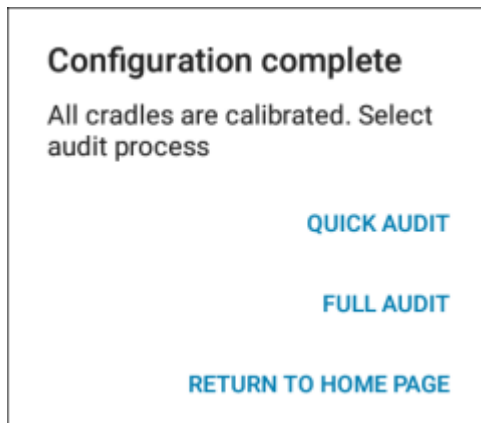 Configuration complete
All cradles are calibrated. Select
audit process
QUICK AUDIT
FULL AUDIT
RETURN TO HOME PAGE